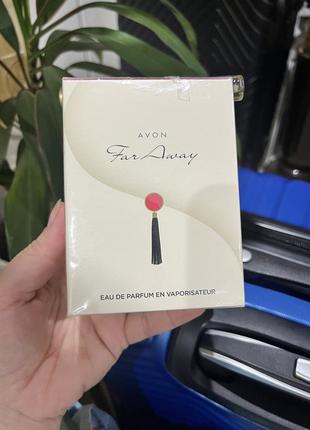 AVON
Far Away
EAU DE PARFUM EN VAPORISATEUR